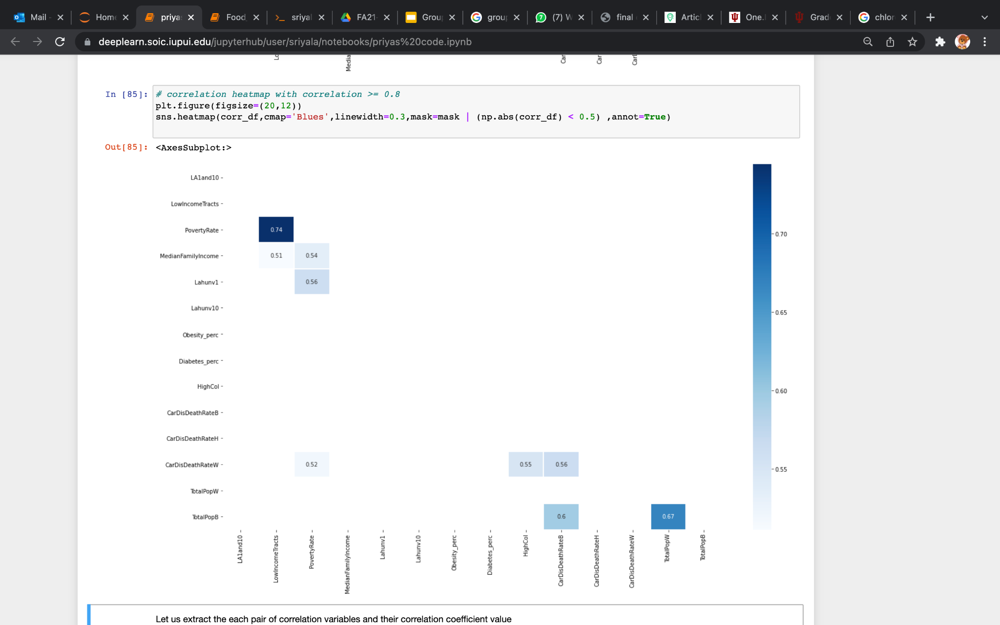 Mail - Home priya Food sriyal FA21- Grou grou (7) W final Articl One. Grad chlor
deeplearn.soic.iupui.edu/jupyterhub/user/sriyala/notebooks/priyas%20code.ipynb
Lo Media Car Car Car
In [85]: # correlation heatmap with correlation >= 0.8
plt.figure(figsize=(20,12))
sns.heatmap(corr_df,cmap='Blues',linewidth=0.3,mask=mask | (np.abs(corr_df) < 0.5) ,annot=True)
Out[85]: <AxesSubplot:>
LA1and10
LowIncomeTracts
PovertyRate 0.74 0.70
MedianFamilyIncome 0.51 0.54
Lahunv1 0.56
Lahunv10 0.65
Obesity_perc
Diabetes_perc
HighCol 0.60
CarDisDeathRateB
CarDisDeathRateH
CarDisDeathRateW 0.52 0.55 0.56 0.55
TotalPopW
TotalPopB 0.6 0.67
LA1and10 LowIncomeTracts PovertyRate MedianFamilyIncome Lahunv1 Lahunv10 Obesity_perc Diabetes_perc HighCol CarDisDeathRateB CarDisDeathRateH CarDisDeathRateW TotalPopW TotalPopB
Let us extract the each pair of correlation variables and their correlation coefficient value